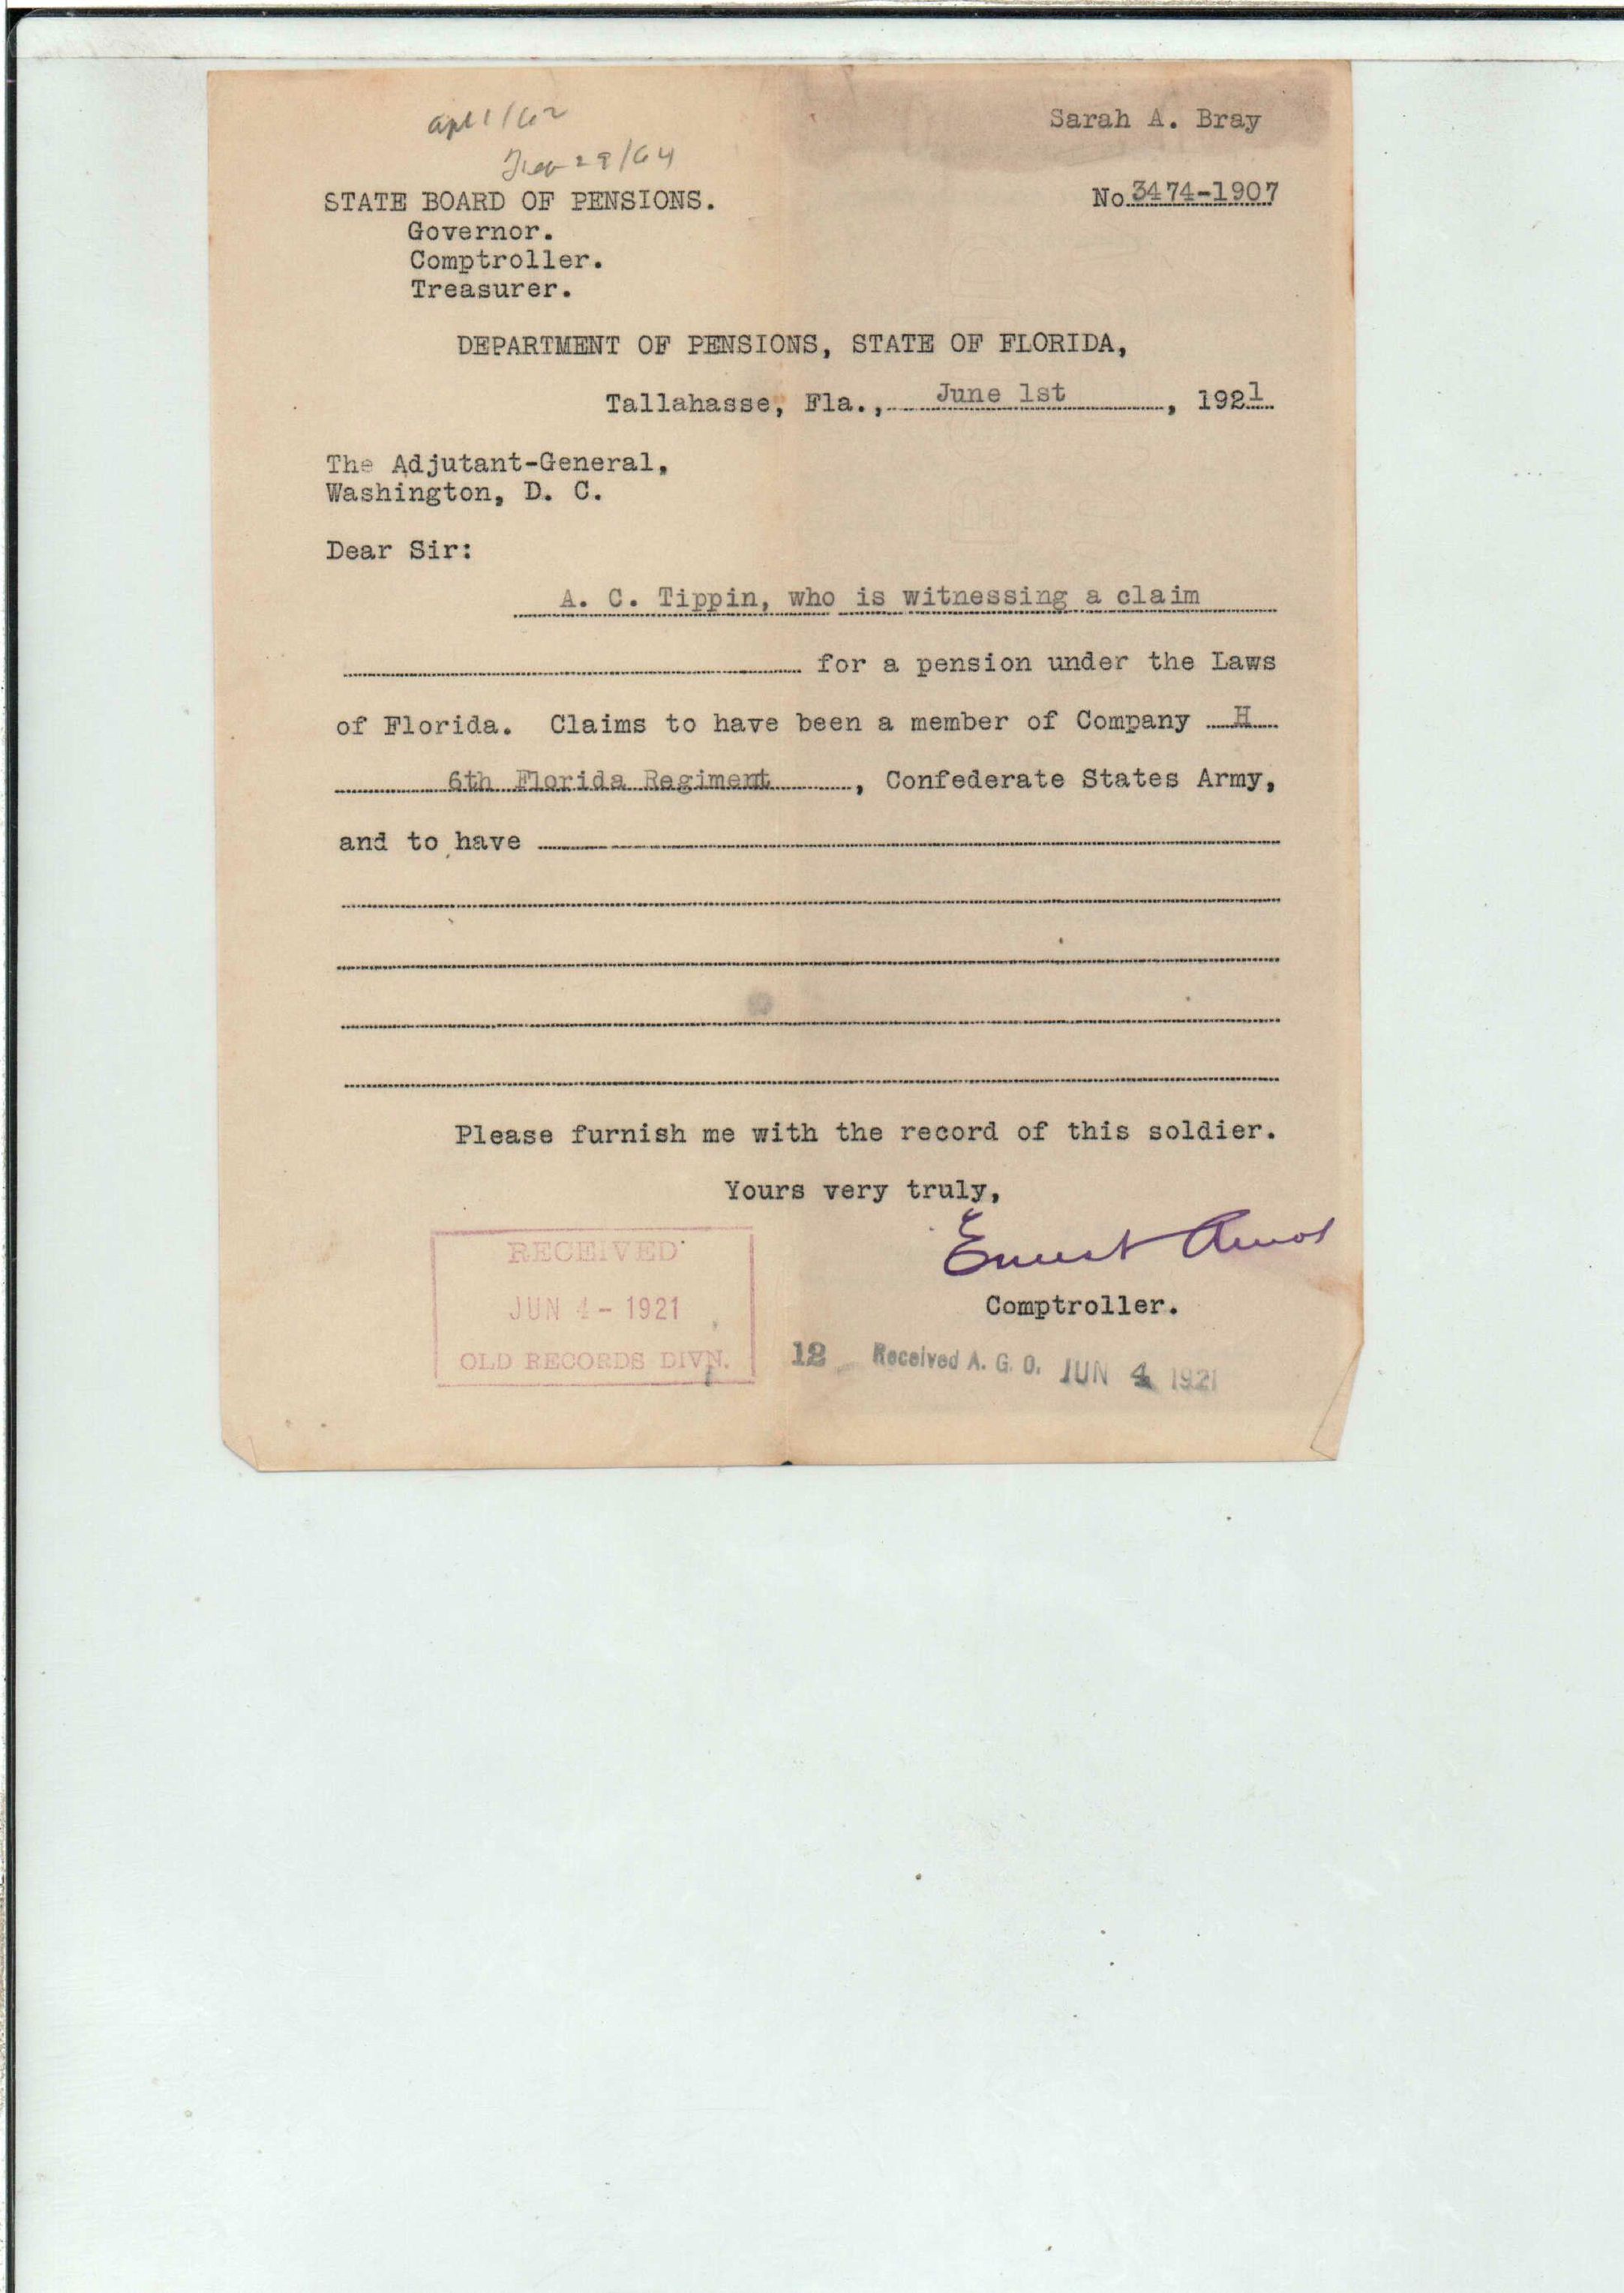 Apl 1/62
Feb 29/64
Sarah A. Bray
No 3474-1907
STATE BOARD OF PENSIONS.
Governor.
Comptroller.
Treasurer.
DEPARTMENT OF PENSIONS, STATE OF FLORIDA,
Tallahasse, Fla., June 1st, 1921
The Adjutant-General,
Washington, D. C.
Dear Sir:
A. C. Tippin, who is witnessing a claim
for a pension under the Laws
of Florida. Claims to have been a member of Company H
6th Florida Regiment, Confederate States Army,
and to have
Please furnish me with the record of this soldier.
Yours very truly,
Ernest Amos
Comptroller.
RECEIVED
JUN 4 - 1921
OLD RECORDS DIVN.
12 Received A. G. O. JUN 4 1921